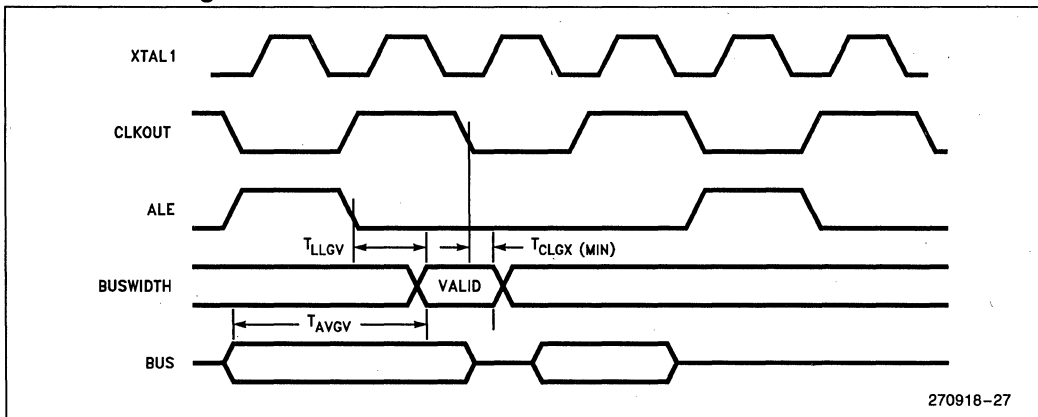 XTAL1
CLKOUT
ALE
T_LLGV
T_CLGX (MIN)
BUSWIDTH
VALID
T_AVGV
BUS
270918-27